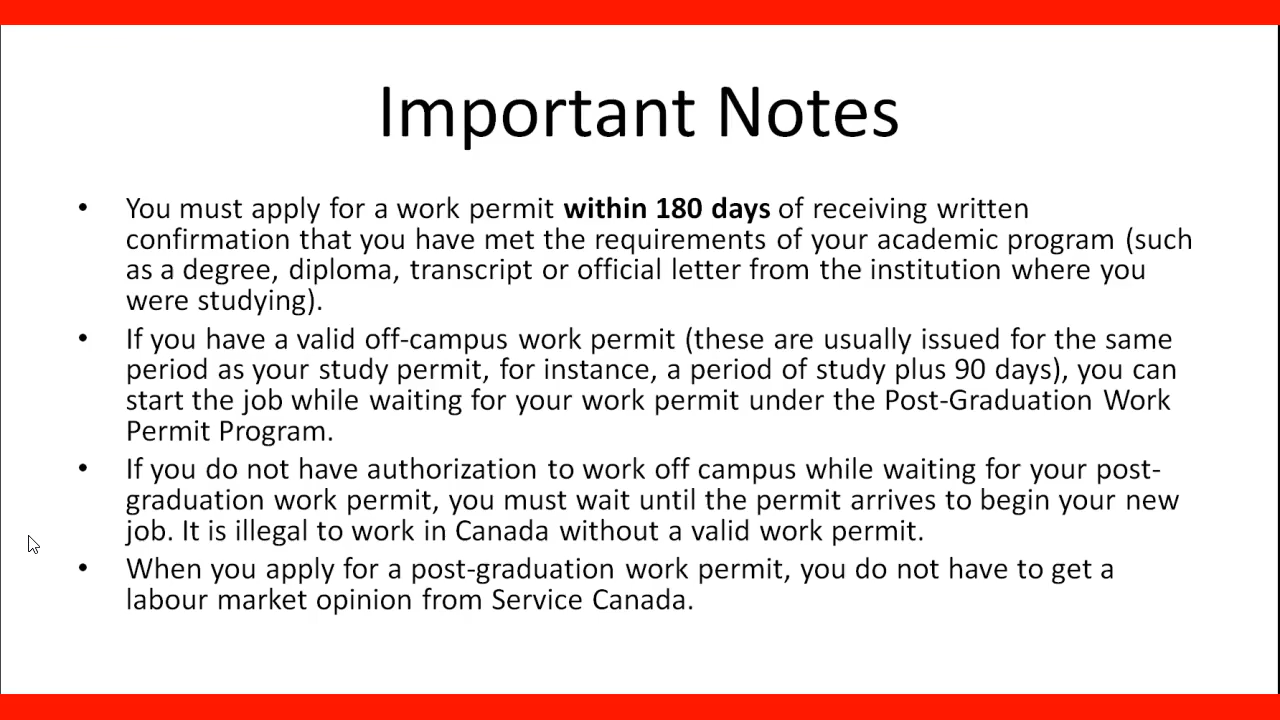 Important Notes
• You must apply for a work permit within 180 days of receiving written
confirmation that you have met the requirements of your academic program (such
as a degree, diploma, transcript or official letter from the institution where you
were studying).
• If you have a valid off-campus work permit (these are usually issued for the same
period as your study permit, for instance, a period of study plus 90 days), you can
start the job while waiting for your work permit under the Post-Graduation Work
Permit Program.
• If you do not have authorization to work off campus while waiting for your post-
graduation work permit, you must wait until the permit arrives to begin your new
job. It is illegal to work in Canada without a valid work permit.
• When you apply for a post-graduation work permit, you do not have to get a
labour market opinion from Service Canada.